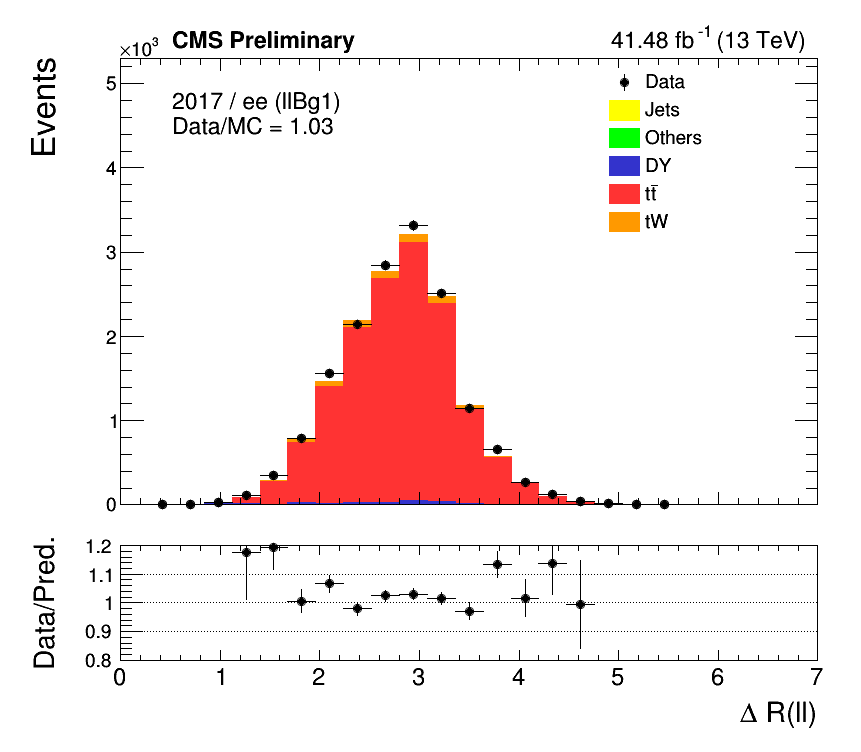 ×10³ CMS Preliminary 41.48 fb⁻¹ (13 TeV)
Events
5
4
3
2
1
0
2017 / ee (llBg1)
Data/MC = 1.03
Data
Jets
Others
DY
tt̄
tW
Data/Pred.
1.2
1.1
1
0.9
0.8
0 1 2 3 4 5 6 7
Δ R(ll)